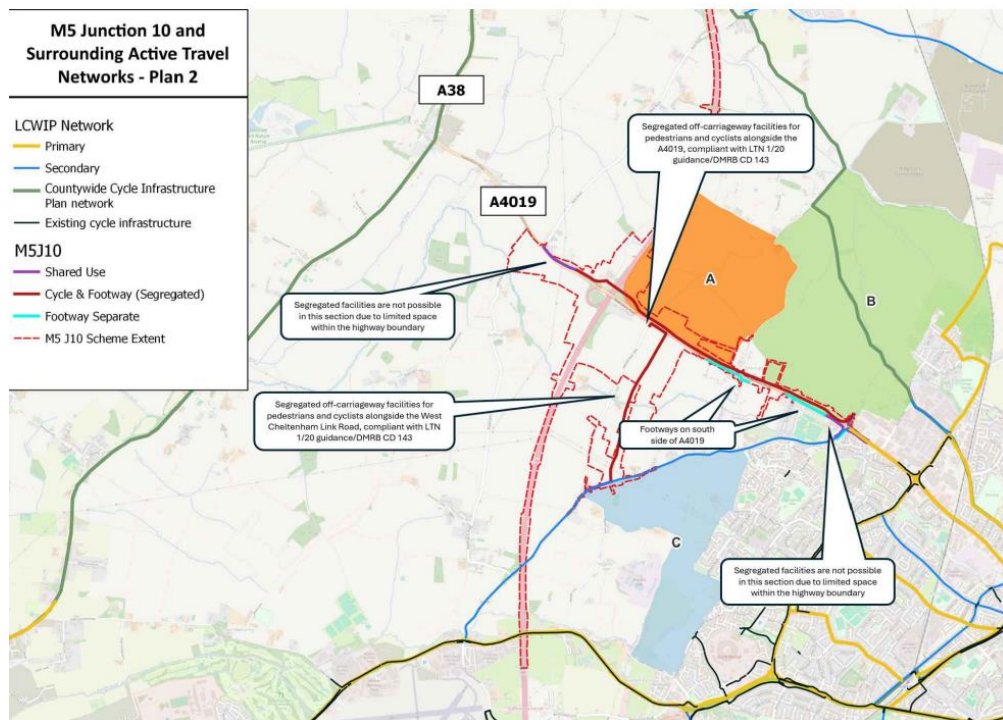 M5 Junction 10 and
Surrounding Active Travel
Networks - Plan 2
LCWIP Network
Primary
Secondary
Countywide Cycle Infrastructure
Plan network
Existing cycle infrastructure
M5J10
Shared Use
Cycle & Footway (Segregated)
Footway Separate
M5 J10 Scheme Extent
A38
Segregated off-carriageway facilities for
pedestrians and cyclists alongside the
A4019, compliant with LTN 1/20
guidance/DMRB CD 143
A4019
A
B
Segregated facilities are not possible
in this section due to limited space
within the highway boundary
Segregated off-carriageway facilities for
pedestrians and cyclists alongside the West
Cheltenham Link Road, compliant with LTN
1/20 guidance/DMRB CD 143
Footways on south
side of A4019
C
Segregated facilities are not possible
in this section due to limited space
within the highway boundary